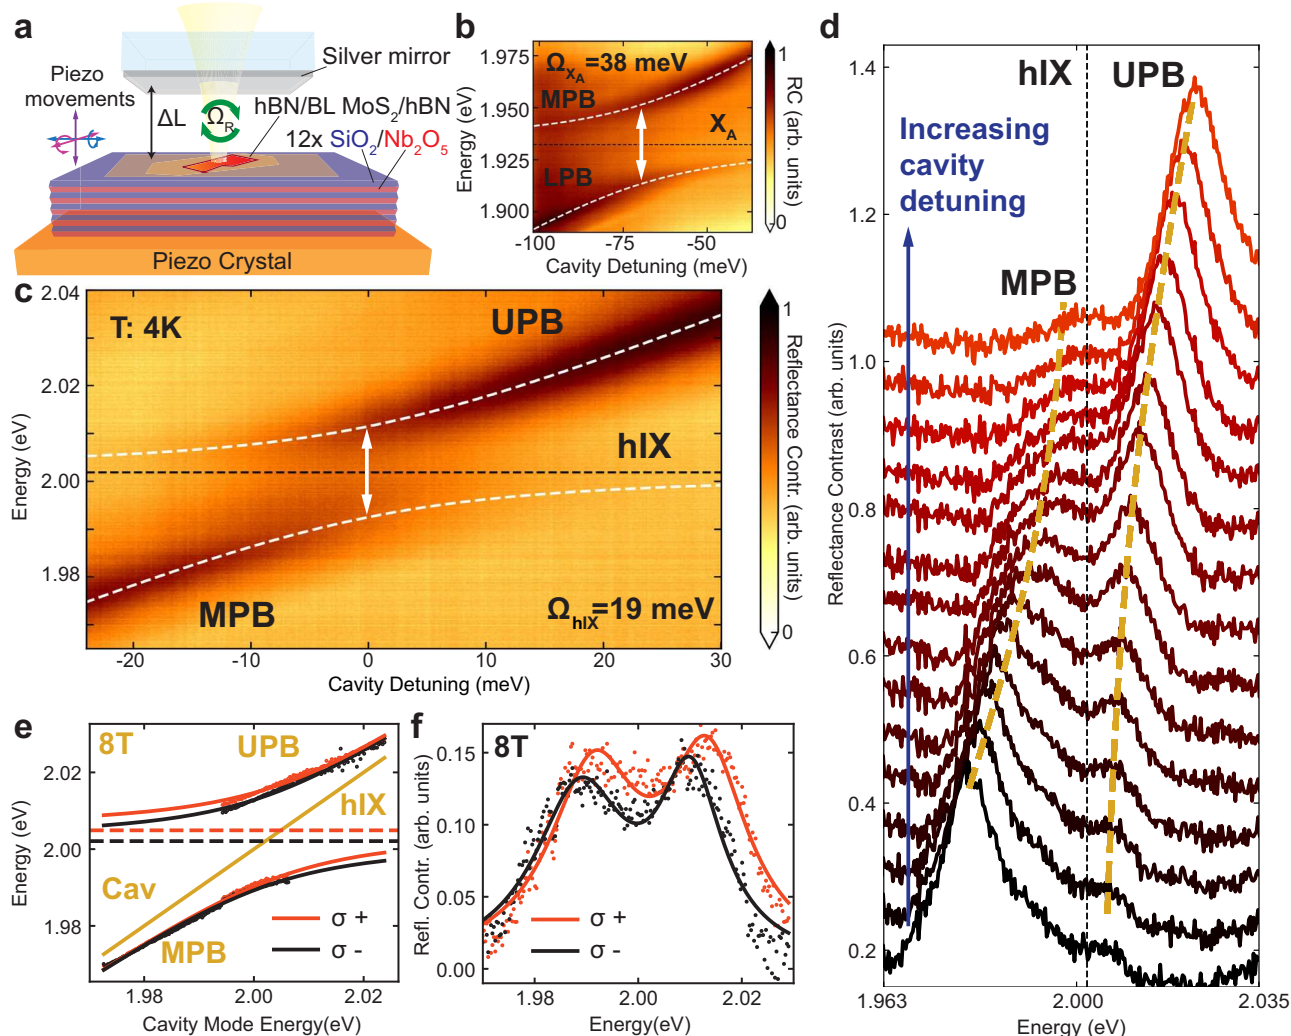 a
Silver mirror
Piezo
movements
ΔL
Ω_R
hBN/BL MoS₂/hBN
12x SiO₂/Nb₂O₅
Piezo Crystal
b
1.975
1.950
1.925
1.900
Energy (eV)
Ω_{X_A}=38 meV
MPB
X_A
LPB
-100
-75
-50
Cavity Detuning (meV)
1
0
RC (arb. units)
c
2.04
2.02
2.00
1.98
Energy (eV)
T: 4K
UPB
hIX
MPB
Ω_hIX=19 meV
-20
-10
0
10
20
30
Cavity Detuning (meV)
1
0
Reflectance Contr. (arb. units)
d
1.4
1.2
1.0
0.8
0.6
0.4
0.2
Reflectance Contrast (arb. units)
hIX
UPB
Increasing
cavity
detuning
MPB
1.963
2.000
2.035
Energy (eV)
e
8T
UPB
hIX
Cav
MPB
σ +
σ -
2.02
2.00
1.98
Energy (eV)
1.98
2.00
2.02
Cavity Mode Energy(eV)
f
8T
0.15
0.10
0.05
0.00
Refl. Contr. (arb. units)
σ +
σ -
1.98
2.00
2.02
Energy(eV)